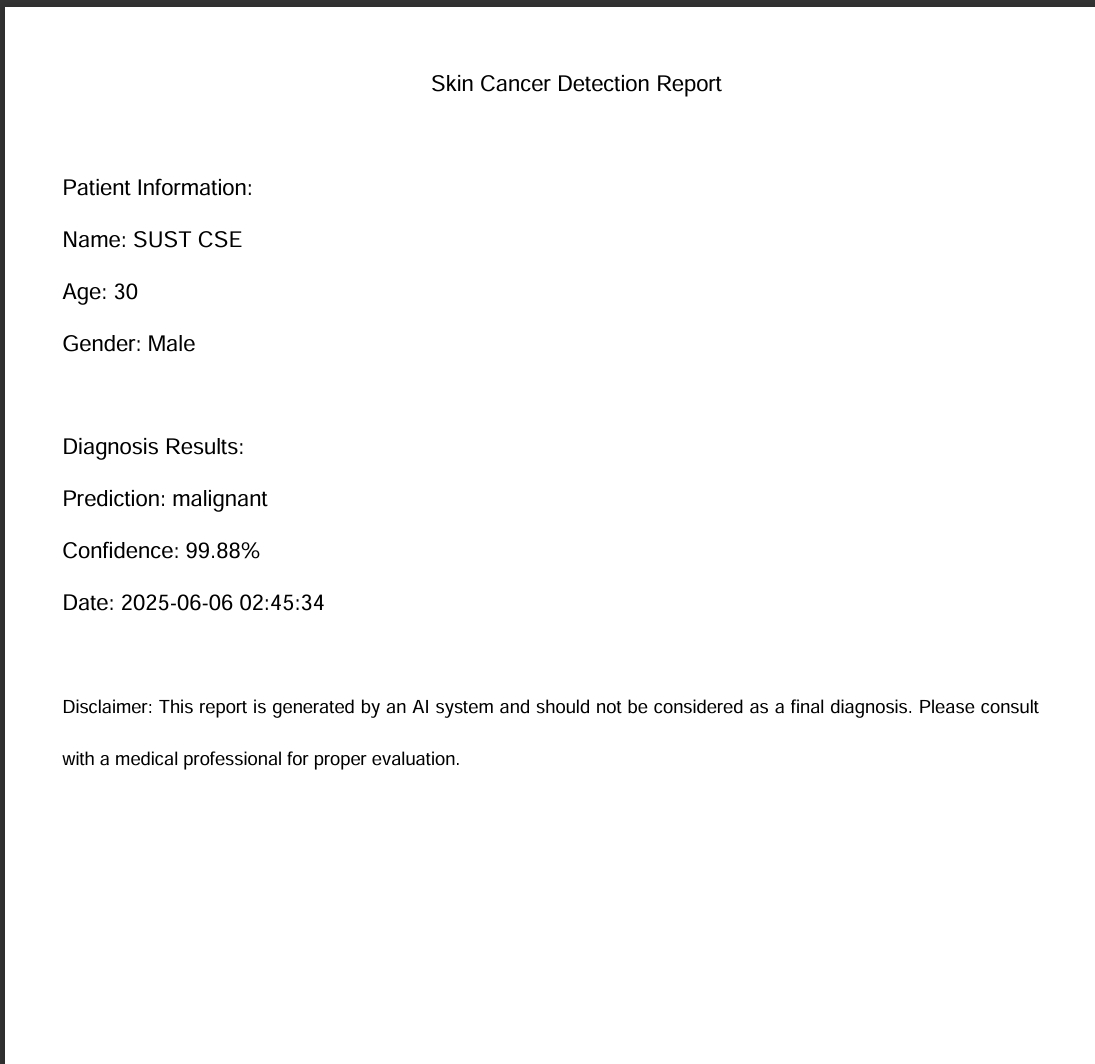 Skin Cancer Detection Report
Patient Information:
Name: SUST CSE
Age: 30
Gender: Male
Diagnosis Results:
Prediction: malignant
Confidence: 99.88%
Date: 2025-06-06 02:45:34
Disclaimer: This report is generated by an AI system and should not be considered as a final diagnosis. Please consult
with a medical professional for proper evaluation.